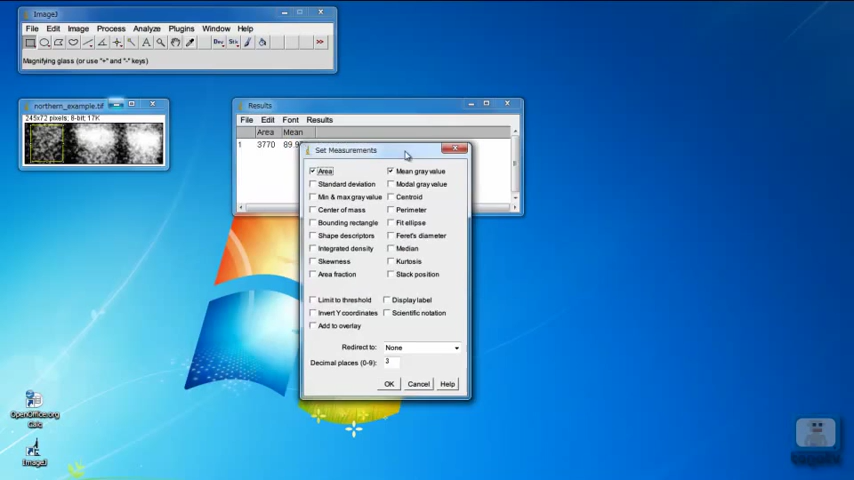 ImageJ
File Edit Image Process Analyze Plugins Window Help
Dev Stk >>
Magnifying glass (or use "+" and "-" keys)
northern_example.tif
245x72 pixels; 8-bit; 17K
Results
File Edit Font Results
Area Mean
1 3770
Set Measurements
Area Mean gray value
Standard deviation Modal gray value
Min & max gray value Centroid
Center of mass Perimeter
Bounding rectangle Fit ellipse
Shape descriptors Feret's diameter
Integrated density Median
Skewness Kurtosis
Area fraction Stack position
Limit to threshold Display label
Invert Y coordinates Scientific notation
Add to overlay
Redirect to: None
Decimal places (0-9): 3
OK Cancel Help
OpenOffice.org
Calc
ImageJ